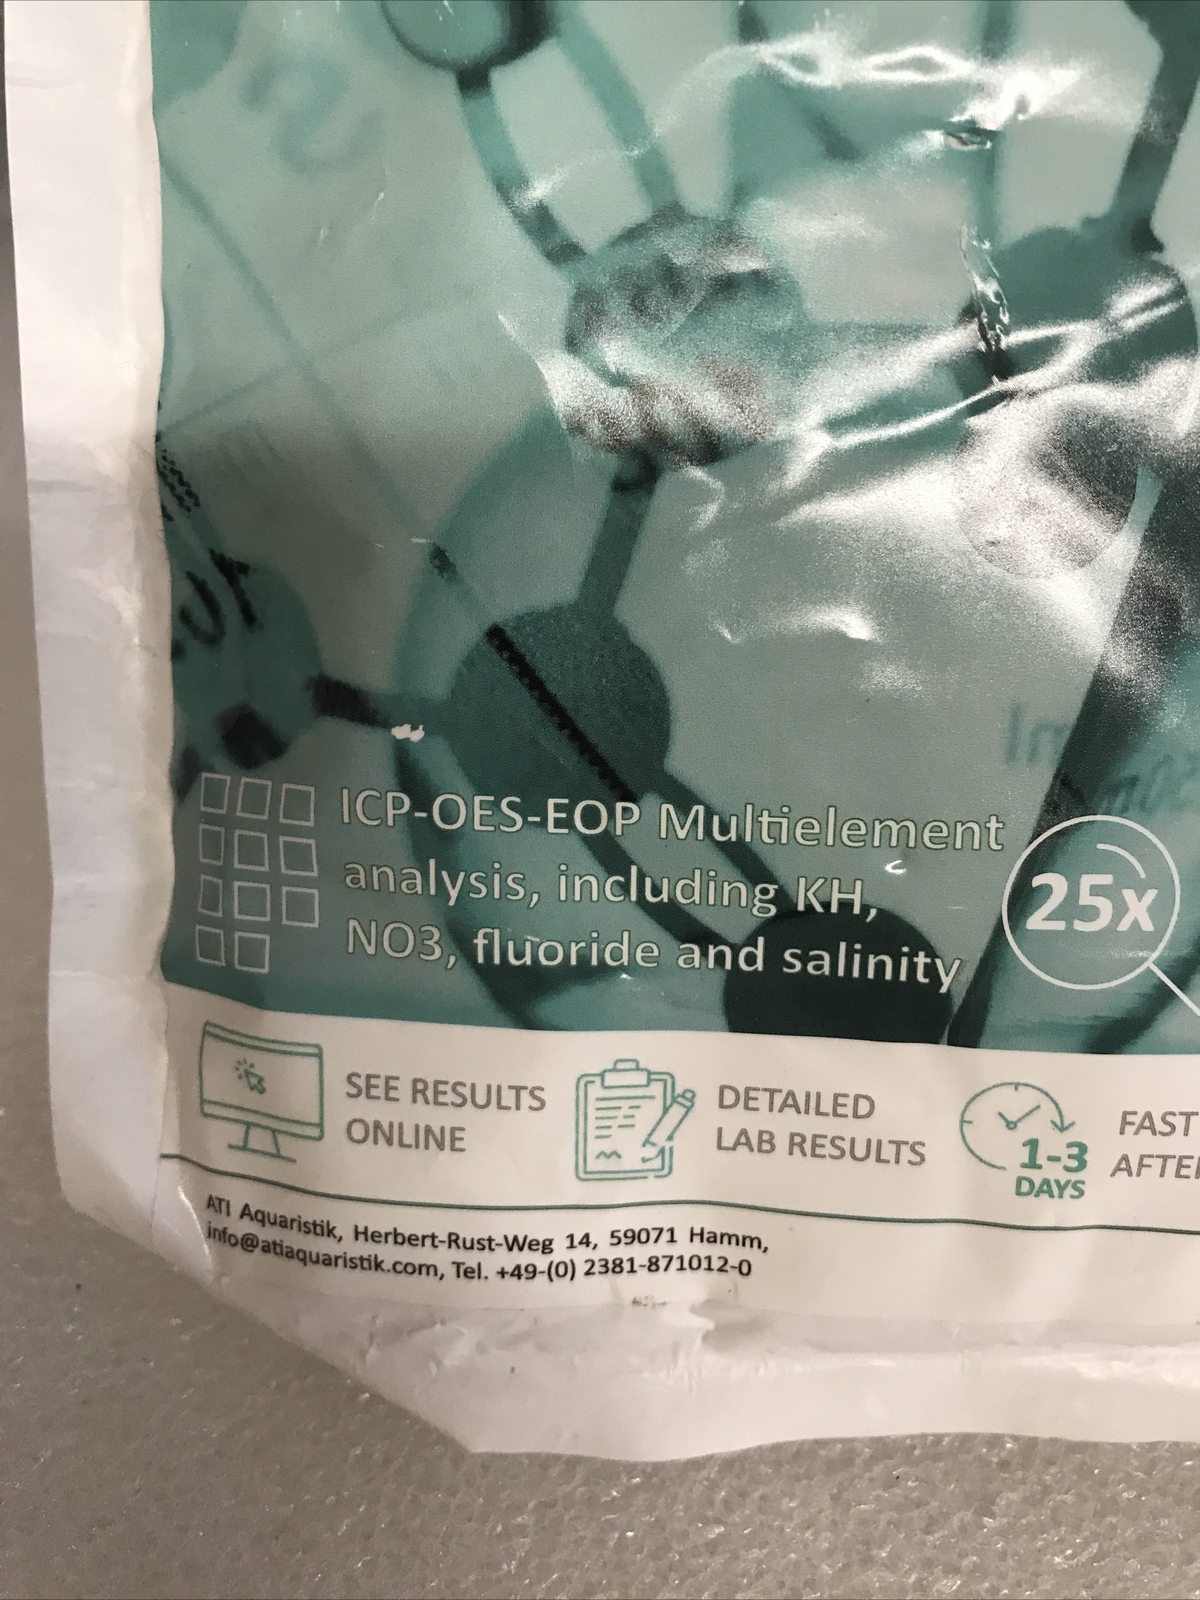 ICP-OES-EOP Multielement
analysis, including KH,
NO3, fluoride and salinity
25x
SEE RESULTS
ONLINE
DETAILED
LAB RESULTS
1-3
DAYS
FAST
ATI Aquaristik, Herbert-Rust-Weg 14, 59071 Hamm,
info@atiaquaristik.com, Tel. +49-(0) 2381-871012-0